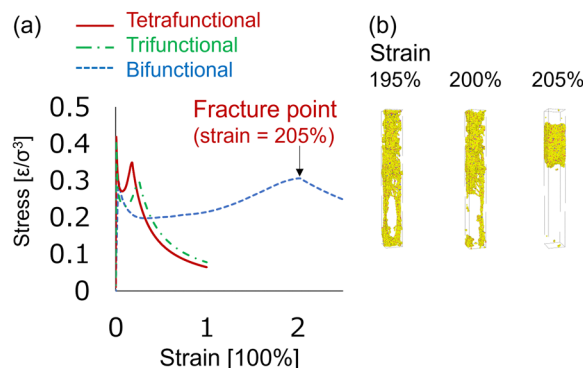 (a)
Tetrafunctional
Trifunctional
Bifunctional
Fracture point
(strain = 205%)
Stress [ε/σ³]
0.5
0.4
0.3
0.2
0.1
0
0 1 2
Strain [100%]
(b)
Strain
195% 200% 205%